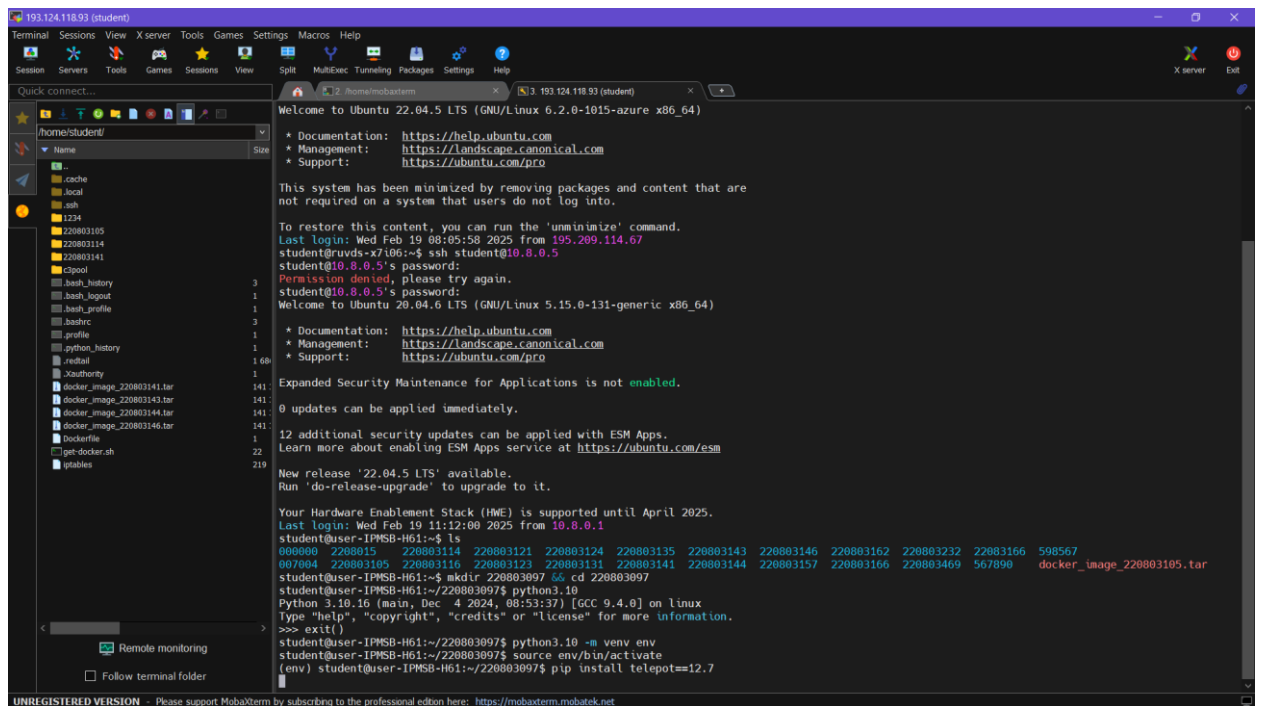 193.124.118.93 (student)
Terminal Sessions View X server Tools Games Settings Macros Help
Session Servers Tools Games Sessions View Split MultiExec Tunneling Packages Settings Help X server Exit
Quick connect...
2. /home/mobaxterm
3. 193.124.118.93 (student)
/home/student/
Name Size
..
.cache
.local
.ssh
1234
220803105
220803114
220803141
c3pool
.bash_history 3
.bash_logout 1
.bash_profile 1
.bashrc 3
.profile 1
.python_history 1
.redtail 1 68
.Xauthority 1
docker_image_220803141.tar 141
docker_image_220803143.tar 141
docker_image_220803144.tar 141
docker_image_220803146.tar 141
Dockerfile 1
get-docker.sh 22
iptables 219
Remote monitoring
Follow terminal folder
Welcome to Ubuntu 22.04.5 LTS (GNU/Linux 6.2.0-1015-azure x86_64)
* Documentation: https://help.ubuntu.com
* Management: https://landscape.canonical.com
* Support: https://ubuntu.com/pro
This system has been minimized by removing packages and content that are
not required on a system that users do not log into.
To restore this content, you can run the 'unminimize' command.
Last login: Wed Feb 19 08:05:58 2025 from 195.209.114.67
student@ruvds-x7i06:~$ ssh student@10.8.0.5
student@10.8.0.5's password:
Permission denied, please try again.
student@10.8.0.5's password:
Welcome to Ubuntu 20.04.6 LTS (GNU/Linux 5.15.0-131-generic x86_64)
* Documentation: https://help.ubuntu.com
* Management: https://landscape.canonical.com
* Support: https://ubuntu.com/pro
Expanded Security Maintenance for Applications is not enabled.
0 updates can be applied immediately.
12 additional security updates can be applied with ESM Apps.
Learn more about enabling ESM Apps service at https://ubuntu.com/esm
New release '22.04.5 LTS' available.
Run 'do-release-upgrade' to upgrade to it.
Your Hardware Enablement Stack (HWE) is supported until April 2025.
Last login: Wed Feb 19 11:12:00 2025 from 10.8.0.1
student@user-IPMSB-H61:~$ ls
000000 2208015 220803114 220803121 220803124 220803135 220803143 220803146 220803162 220803232 22083166 598567
007004 220803105 220803116 220803123 220803131 220803141 220803144 220803157 220803166 220803469 567890 docker_image_220803105.tar
student@user-IPMSB-H61:~$ mkdir 220803097 && cd 220803097
student@user-IPMSB-H61:~/220803097$ python3.10
Python 3.10.16 (main, Dec 4 2024, 08:53:37) [GCC 9.4.0] on linux
Type "help", "copyright", "credits" or "license" for more information.
>>> exit()
student@user-IPMSB-H61:~/220803097$ python3.10 -m venv env
student@user-IPMSB-H61:~/220803097$ source env/bin/activate
(env) student@user-IPMSB-H61:~/220803097$ pip install telepot==12.7
UNREGISTERED VERSION - Please support MobaXterm by subscribing to the professional edition here: https://mobaxterm.mobatek.net